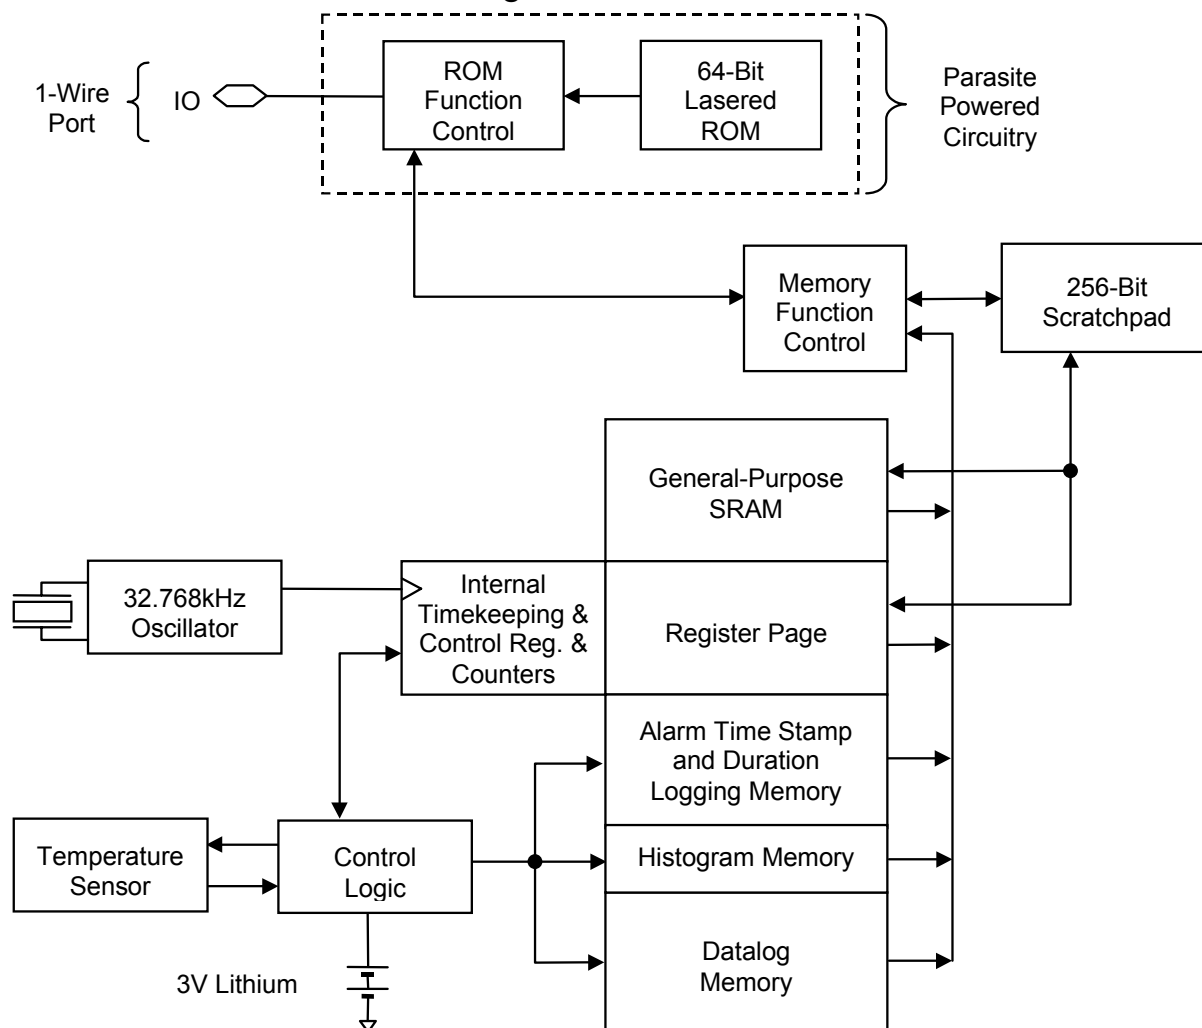 1-Wire
Port
IO
ROM
Function
Control
64-Bit
Lasered
ROM
Parasite
Powered
Circuitry
Memory
Function
Control
256-Bit
Scratchpad
General-Purpose
SRAM
32.768kHz
Oscillator
Internal
Timekeeping &
Control Reg. &
Counters
Register Page
Alarm Time Stamp
and Duration
Logging Memory
Temperature
Sensor
Control
Logic
Histogram Memory
Datalog
Memory
3V Lithium